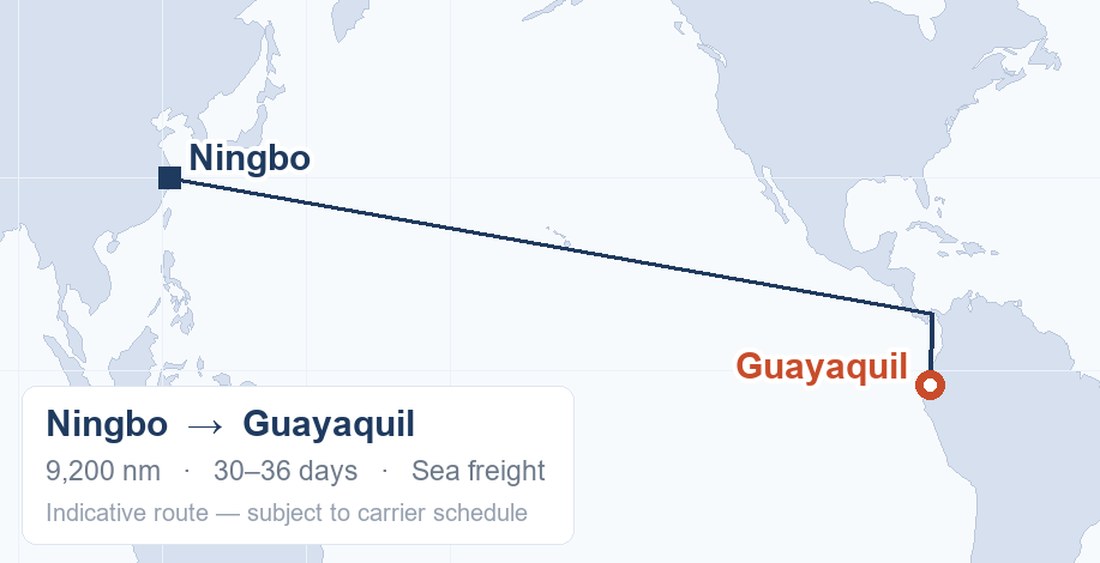 Ningbo
Guayaquil
Ningbo → Guayaquil
9,200 nm · 30–36 days · Sea freight
Indicative route — subject to carrier schedule